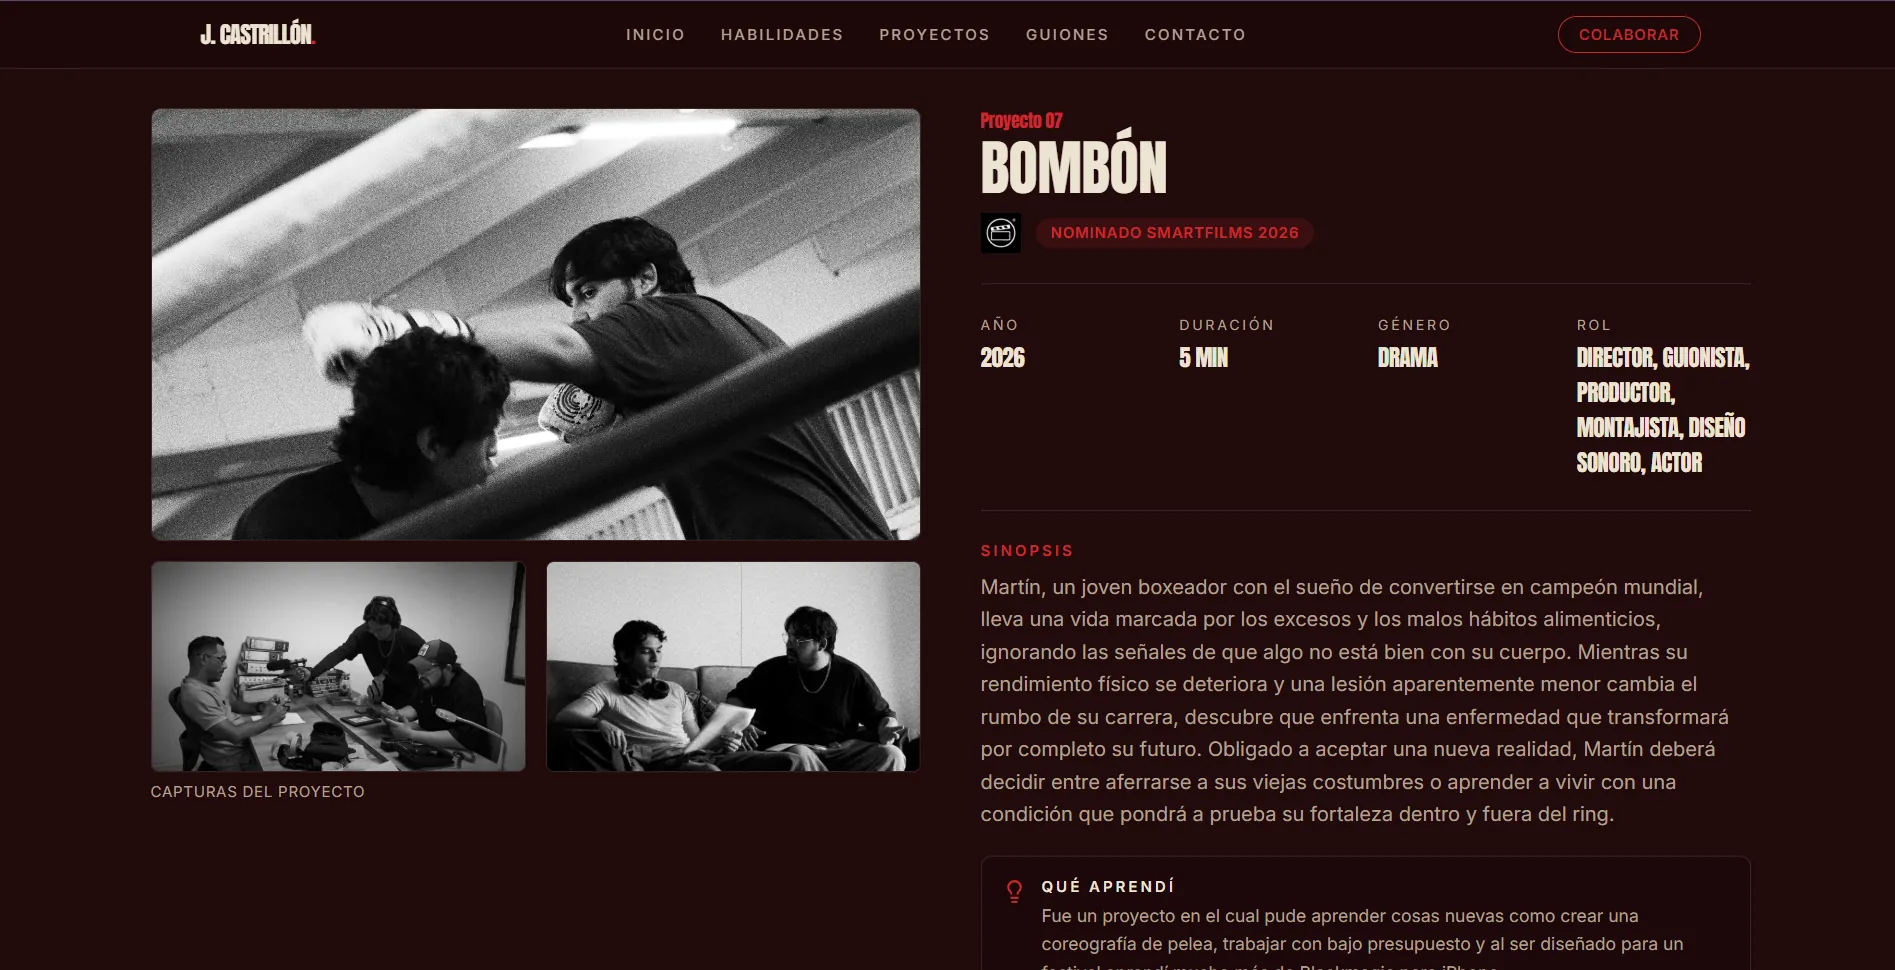 J. CASTRILLÓN.
INICIO
HABILIDADES
PROYECTOS
GUIONES
CONTACTO
COLABORAR
Proyecto 07
BOMBÓN
NOMINADO SMARTFILMS 2026
AÑO
2026
DURACIÓN
5 MIN
GÉNERO
DRAMA
ROL
DIRECTOR, GUIONISTA,
PRODUCTOR,
MONTAJISTA, DISEÑO
SONORO, ACTOR
SINOPSIS
Martín, un joven boxeador con el sueño de convertirse en campeón mundial,
lleva una vida marcada por los excesos y los malos hábitos alimenticios,
ignorando las señales de que algo no está bien con su cuerpo. Mientras su
rendimiento físico se deteriora y una lesión aparentemente menor cambia el
rumbo de su carrera, descubre que enfrenta una enfermedad que transformará
por completo su futuro. Obligado a aceptar una nueva realidad, Martín deberá
decidir entre aferrarse a sus viejas costumbres o aprender a vivir con una
condición que pondrá a prueba su fortaleza dentro y fuera del ring.
CAPTURAS DEL PROYECTO
QUÉ APRENDÍ
Fue un proyecto en el cual pude aprender cosas nuevas como crear una
coreografía de pelea, trabajar con bajo presupuesto y al ser diseñado para un